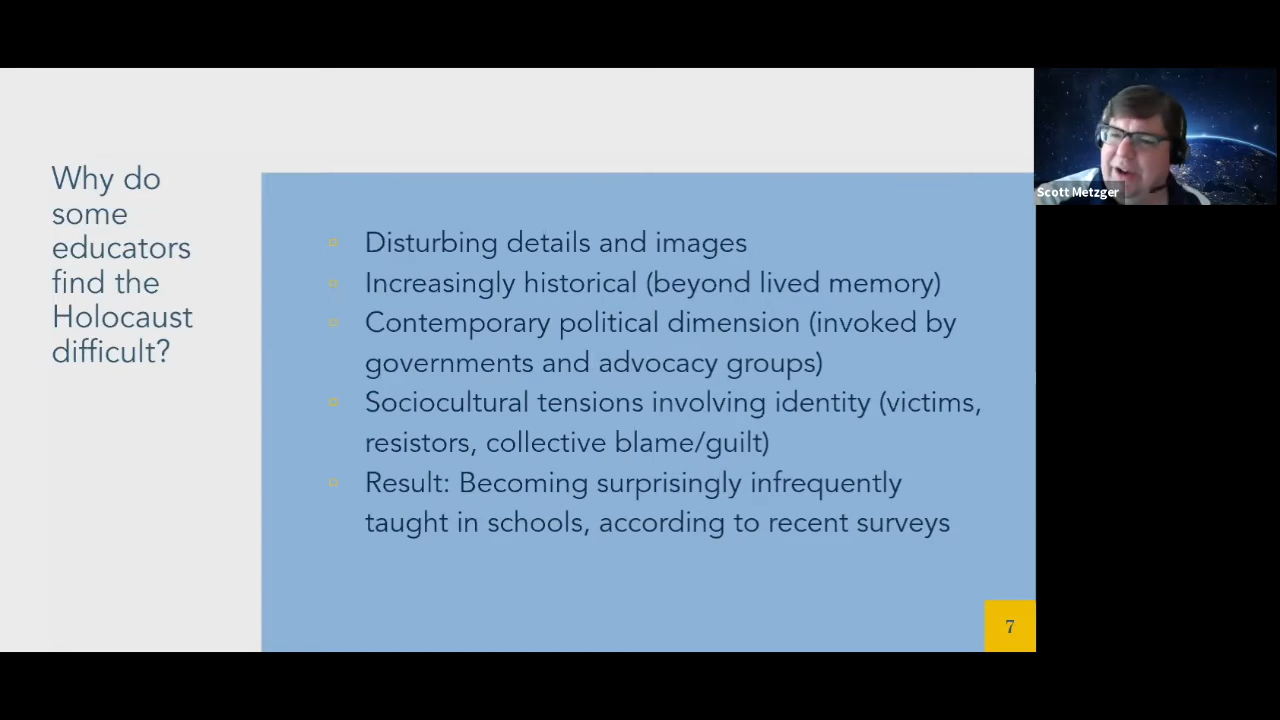 Why do
some
educators
find the
Holocaust
difficult?
▫ Disturbing details and images
▫ Increasingly historical (beyond lived memory)
▫ Contemporary political dimension (invoked by
governments and advocacy groups)
▫ Sociocultural tensions involving identity (victims,
resistors, collective blame/guilt)
▫ Result: Becoming surprisingly infrequently
taught in schools, according to recent surveys
7
Scott Metzger